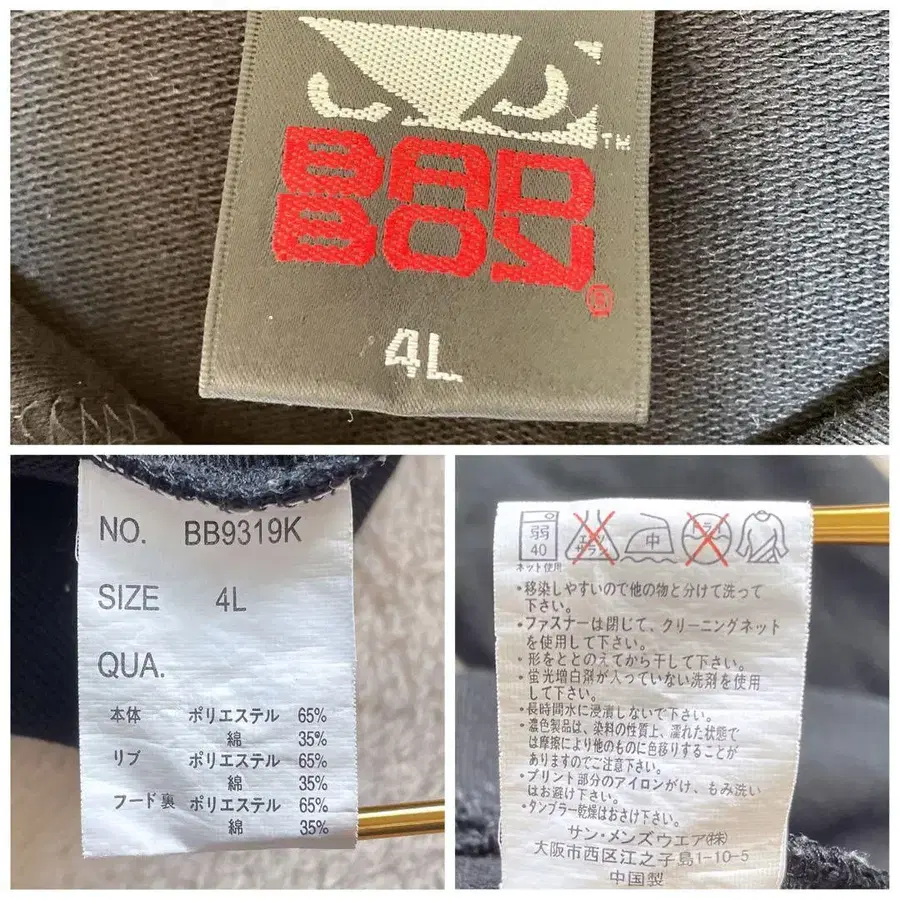 TM
BAD
BOY
®
4L
NO. BB9319K
SIZE 4L
QUA.
本体 ポリエステル 65%
綿 35%
リブ ポリエステル 65%
綿 35%
フード裏 ポリエステル 65%
綿 35%
弱
40
ネット使用
エンソ
サラシ
中
ドライ
・移染しやすいので他の物と分けて洗って
下さい。
・ファスナーは閉じて、クリーニングネット
を使用して下さい。
・形をととのえてから干して下さい。
・蛍光増白剤が入っていない洗剤を使用
して下さい。
・長時間水に浸漬しないで下さい。
・濃色製品は、染料の性質上、濡れた状態で
は摩擦により他のものに色移りすることが
ありますのでご注意下さい。
・プリント部分のアイロンがけ、もみ洗い
はお避け下さい。
・タンブラー乾燥はおさけ下さい。
サン・メンズウエア㈱
大阪市西区江之子島1-10-5
中国製